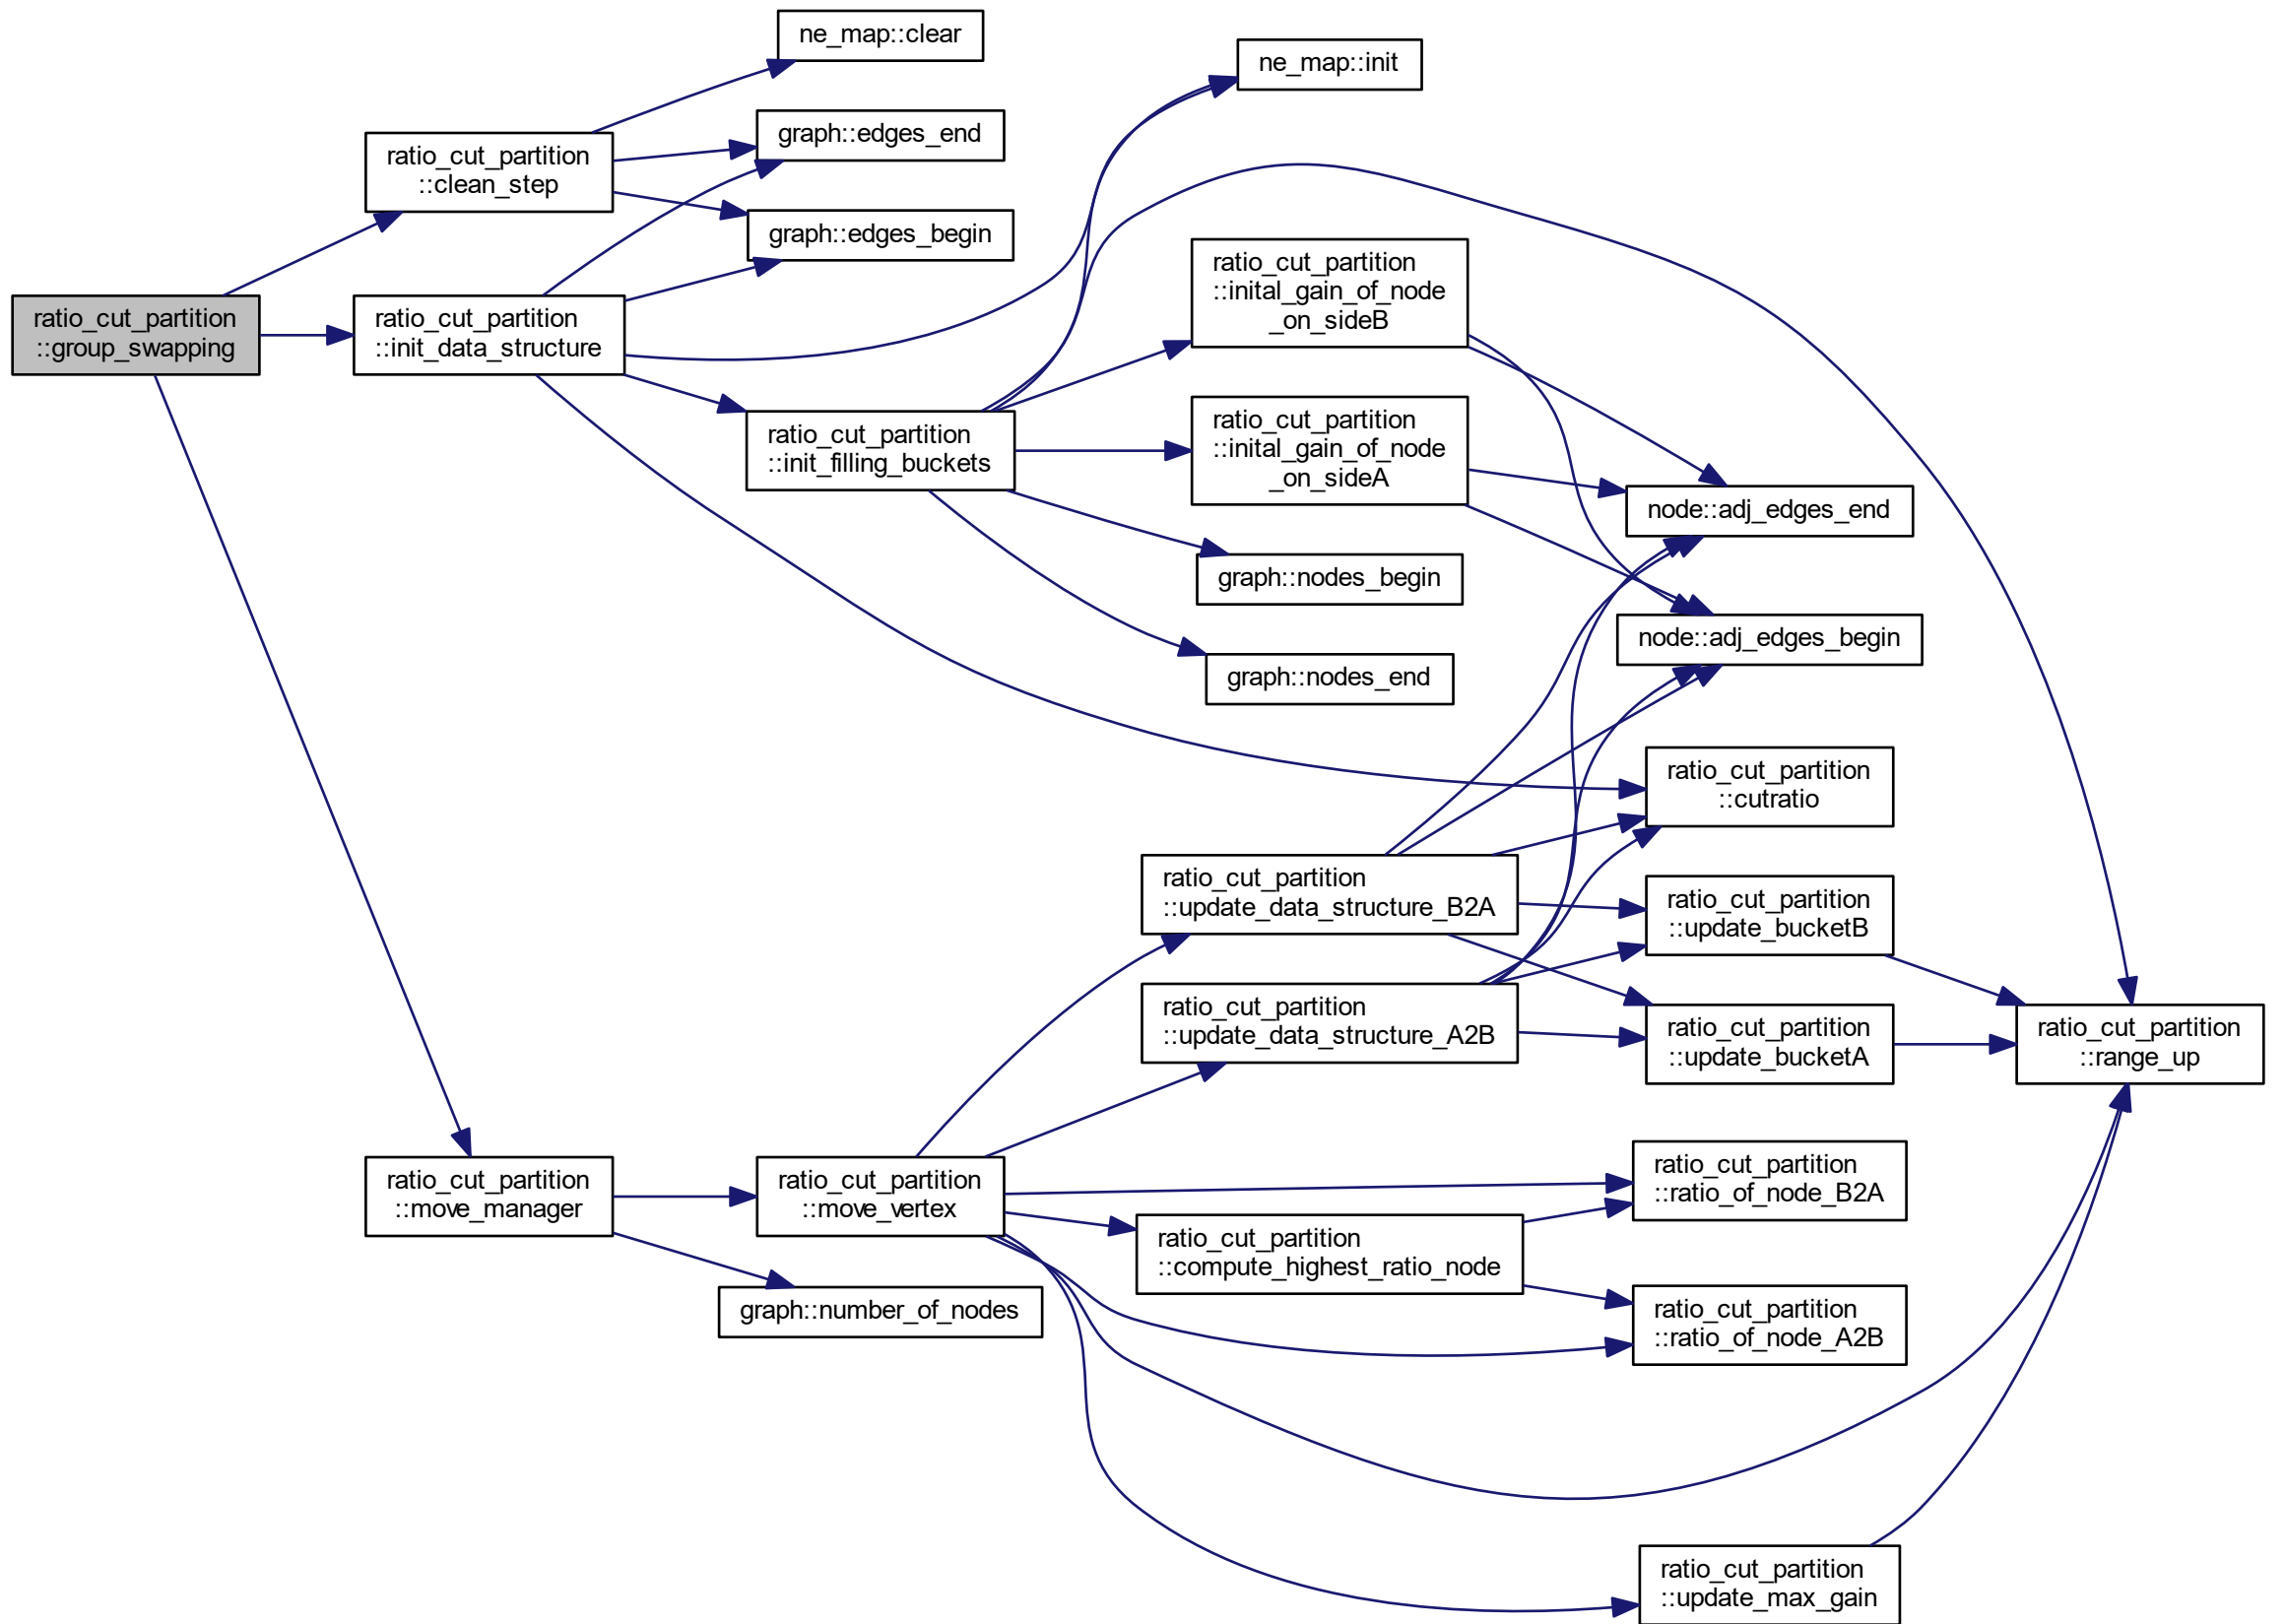 ratio_cut_partition
::group_swapping
ratio_cut_partition
::clean_step
ratio_cut_partition
::init_data_structure
ratio_cut_partition
::move_manager
ne_map::clear
graph::edges_end
graph::edges_begin
ratio_cut_partition
::init_filling_buckets
ratio_cut_partition
::move_vertex
graph::number_of_nodes
ne_map::init
ratio_cut_partition
::inital_gain_of_node
_on_sideB
ratio_cut_partition
::inital_gain_of_node
_on_sideA
graph::nodes_begin
graph::nodes_end
ratio_cut_partition
::update_data_structure_B2A
ratio_cut_partition
::update_data_structure_A2B
ratio_cut_partition
::compute_highest_ratio_node
node::adj_edges_end
node::adj_edges_begin
ratio_cut_partition
::cutratio
ratio_cut_partition
::update_bucketB
ratio_cut_partition
::update_bucketA
ratio_cut_partition
::ratio_of_node_B2A
ratio_cut_partition
::ratio_of_node_A2B
ratio_cut_partition
::update_max_gain
ratio_cut_partition
::range_up